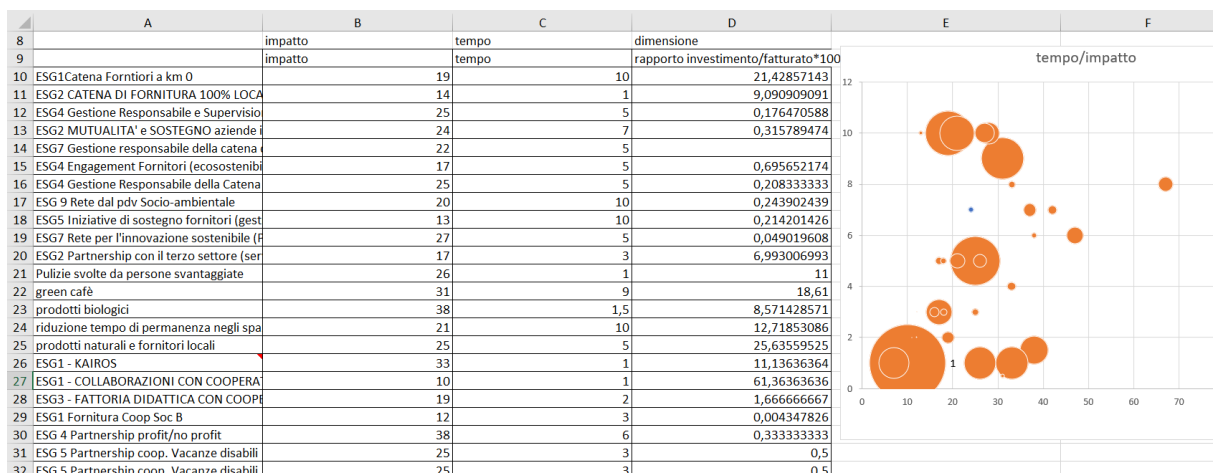 A B C D E F
8 impatto tempo dimensione
9 impatto tempo rapporto investimento/fatturato*100
10 ESG1Catena Forntiori a km 0 19 10 21,42857143
11 ESG2 CATENA DI FORNITURA 100% LOCA 14 1 9,090909091
12 ESG4 Gestione Responsabile e Supervisio 25 5 0,176470588
13 ESG2 MUTUALITA' e SOSTEGNO aziende i 24 7 0,315789474
14 ESG7 Gestione responsabile della catena 22 5
15 ESG4 Engagement Fornitori (ecosostenibi 17 5 0,695652174
16 ESG4 Gestione Responsabile della Catena 25 5 0,208333333
17 ESG 9 Rete dal pdv Socio-ambientale 20 10 0,243902439
18 ESG5 Iniziative di sostegno fornitori (gest 13 10 0,214201426
19 ESG7 Rete per l'innovazione sostenibile (F 27 5 0,049019608
20 ESG2 Partnership con il terzo settore (ser 17 3 6,993006993
21 Pulizie svolte da persone svantaggiate 26 1 11
22 green cafè 31 9 18,61
23 prodotti biologici 38 1,5 8,571428571
24 riduzione tempo di permanenza negli spa 21 10 12,71853086
25 prodotti naturali e fornitori locali 25 5 25,63559525
26 ESG1 - KAIROS 33 1 11,13636364
27 ESG1 - COLLABORAZIONI CON COOPERA 10 1 61,36363636
28 ESG3 - FATTORIA DIDATTICA CON COOPE 19 2 1,666666667
29 ESG1 Fornitura Coop Soc B 12 3 0,004347826
30 ESG 4 Partnership profit/no profit 38 6 0,333333333
31 ESG 5 Partnership coop. Vacanze disabili 25 3 0,5
32 ESG 5 Partnership coop. Vacanze disabili 25 3 0,5
tempo/impatto
12
10
8
6
4
2
1
0
0 10 20 30 40 50 60 70